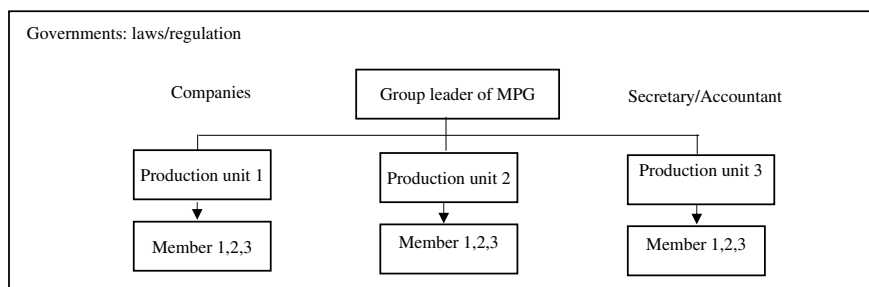 Governments: laws/regulation
Companies
Group leader of MPG
Secretary/Accountant
Production unit 1
Production unit 2
Production unit 3
Member 1,2,3
Member 1,2,3
Member 1,2,3